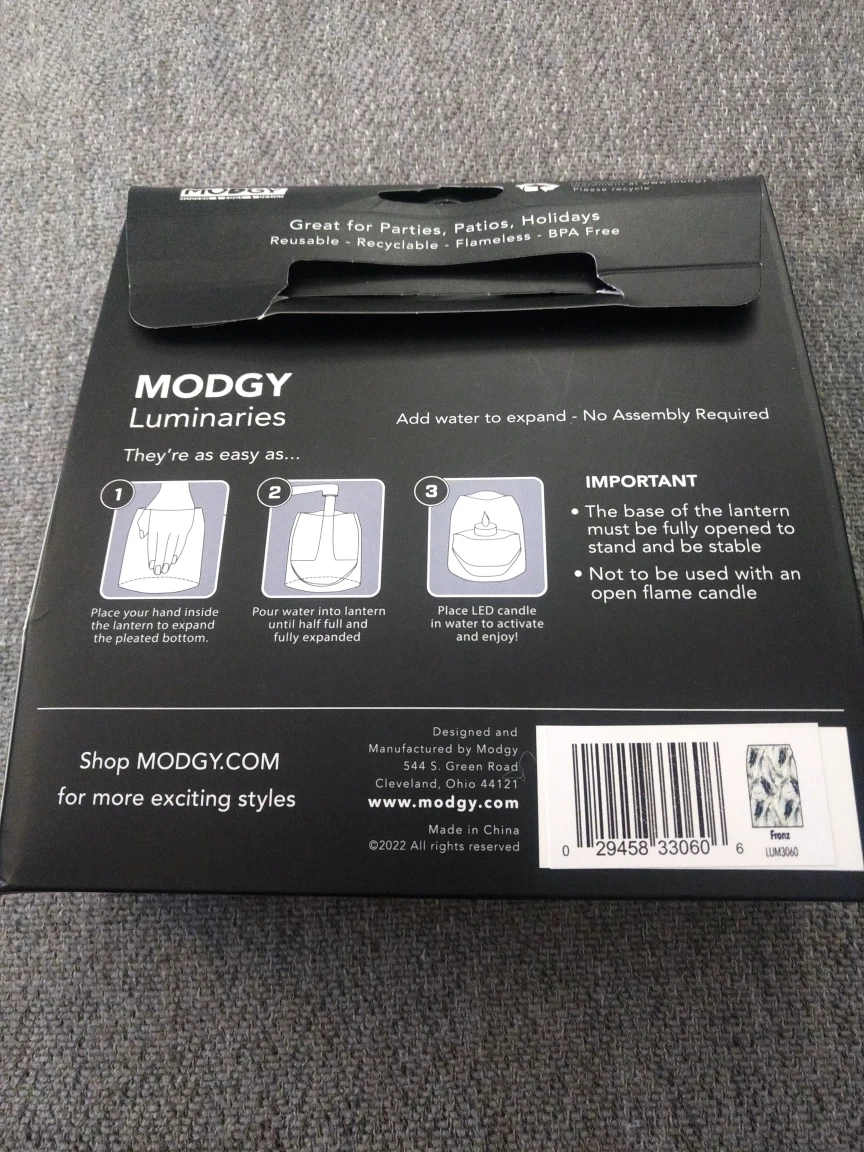 MODGY
Please recycle
Great for Parties, Patios, Holidays
Reusable - Recyclable - Flameless - BPA Free
MODGY
Luminaries
Add water to expand - No Assembly Required
They're as easy as...
1
Place your hand inside
the lantern to expand
the pleated bottom.
2
Pour water into lantern
until half full and
fully expanded
3
Place LED candle
in water to activate
and enjoy!
IMPORTANT
• The base of the lantern
must be fully opened to
stand and be stable
• Not to be used with an
open flame candle
Shop MODGY.COM
for more exciting styles
Designed and
Manufactured by Modgy
544 S. Green Road
Cleveland, Ohio 44121
www.modgy.com
Made in China
©2022 All rights reserved
0 29458 33060 6
Franz
LUM3060